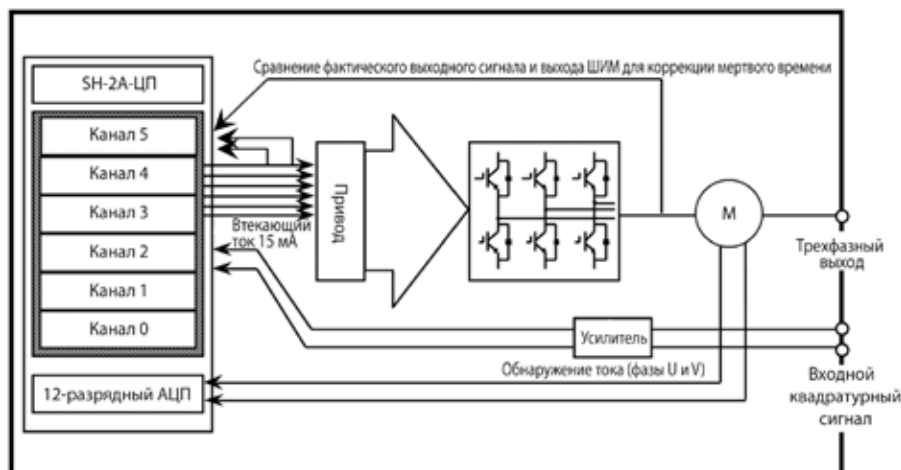 Сравнение фактического выходного сигнала и выхода ШИМ для коррекции мертвого времени
SH-2A-ЦП
Канал 5
Канал 4
Канал 3
Канал 2
Канал 1
Канал 0
12-разрядный АЦП
Втекающий
ток 15 мА
Привод
М
Трехфазный
выход
Усилитель
Обнаружение тока (фазы U и V)
Входной
квадратурный
сигнал